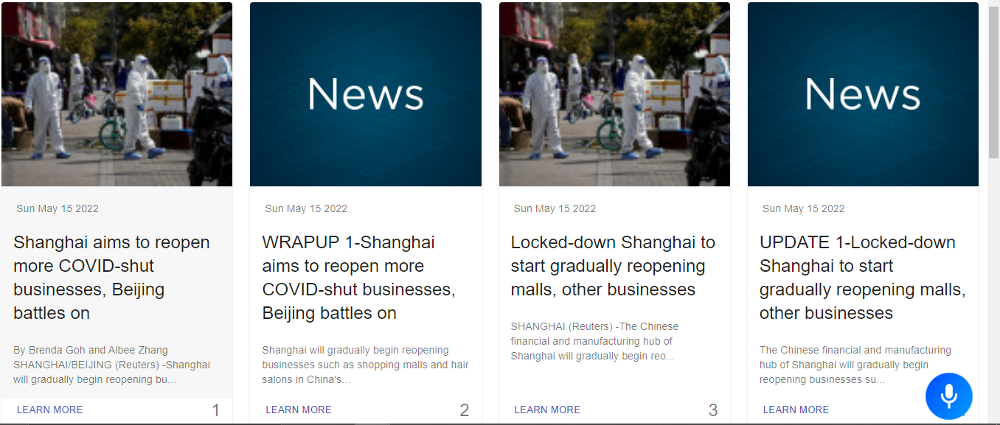 News
News
Sun May 15 2022
Shanghai aims to reopen
more COVID-shut
businesses, Beijing
battles on
By Brenda Goh and Albee Zhang
SHANGHAI/BEIJING (Reuters) -Shanghai
will gradually begin reopening bu...
LEARN MORE
1
Sun May 15 2022
WRAPUP 1-Shanghai
aims to reopen more
COVID-shut businesses,
Beijing battles on
Shanghai will gradually begin reopening
businesses such as shopping malls and hair
salons in China's...
LEARN MORE
2
Sun May 15 2022
Locked-down Shanghai to
start gradually reopening
malls, other businesses
SHANGHAI (Reuters) -The Chinese
financial and manufacturing hub of
Shanghai will gradually begin reo...
LEARN MORE
3
Sun May 15 2022
UPDATE 1-Locked-down
Shanghai to start
gradually reopening malls,
other businesses
The Chinese financial and manufacturing
hub of Shanghai will gradually begin
reopening businesses su...
LEARN MORE